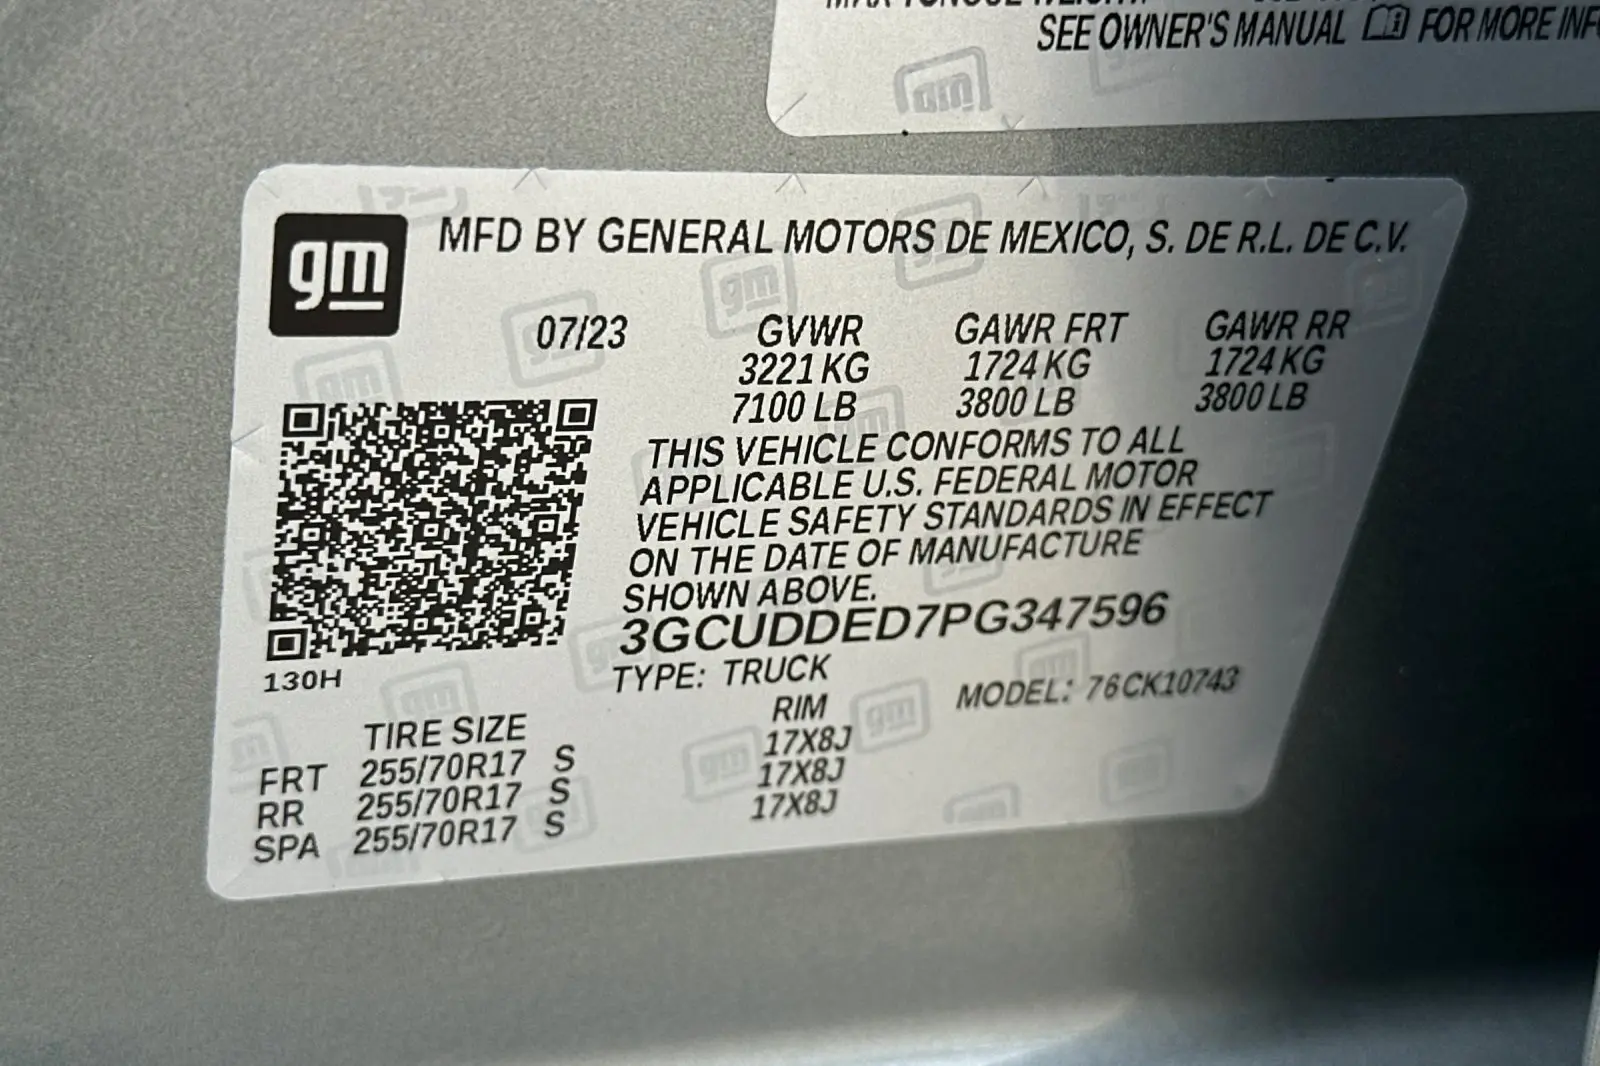 SEE OWNER'S MANUAL FOR MORE INF
gm
MFD BY GENERAL MOTORS DE MEXICO, S. DE R.L. DE C.V.
07/23 GVWR GAWR FRT GAWR RR
3221 KG 1724 KG 1724 KG
7100 LB 3800 LB 3800 LB
THIS VEHICLE CONFORMS TO ALL
APPLICABLE U.S. FEDERAL MOTOR
VEHICLE SAFETY STANDARDS IN EFFECT
ON THE DATE OF MANUFACTURE
SHOWN ABOVE.
3GCUDDED7PG347596
130H
TYPE: TRUCK MODEL: 76CK10743
TIRE SIZE RIM
FRT 255/70R17 S 17X8J
RR 255/70R17 S 17X8J
SPA 255/70R17 S 17X8J